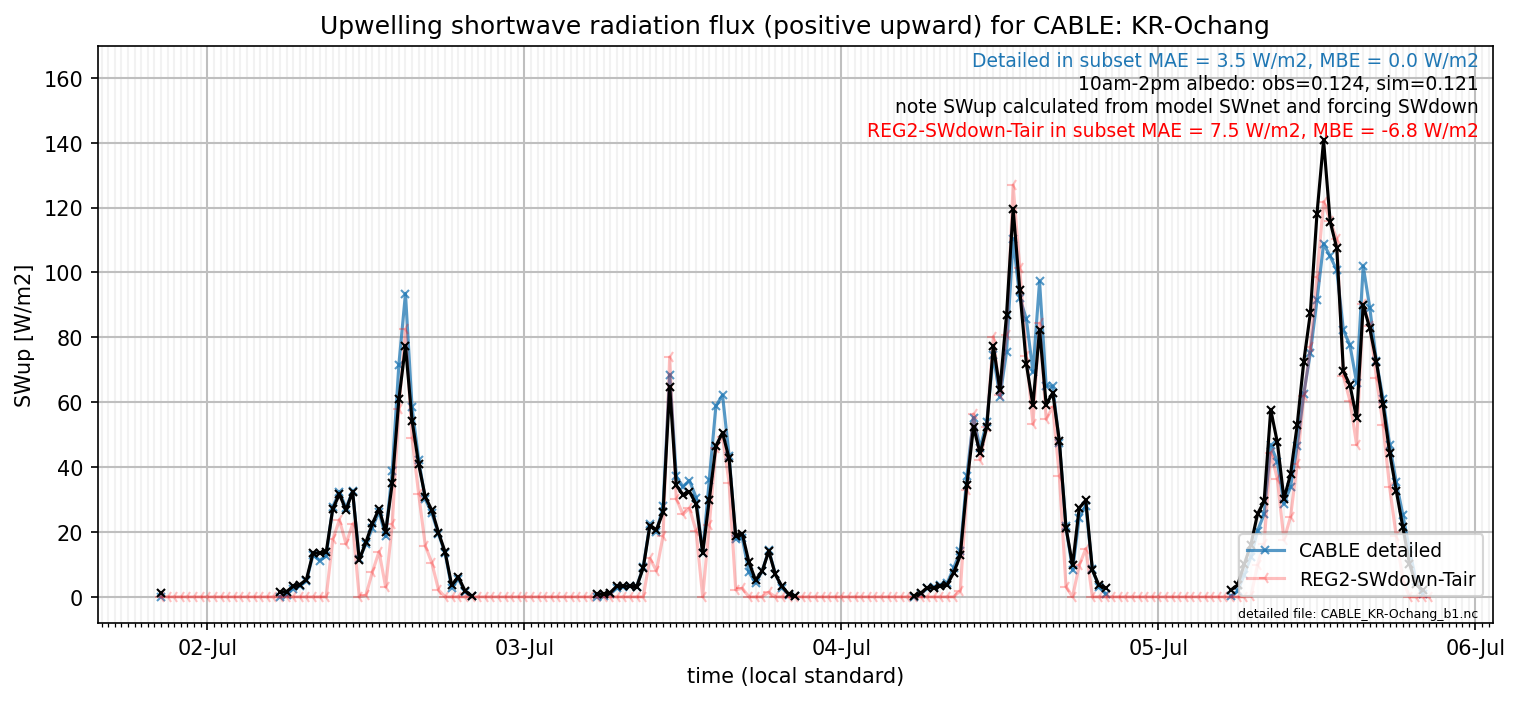 Upwelling shortwave radiation flux (positive upward) for CABLE: KR-Ochang
Detailed in subset MAE = 3.5 W/m2, MBE = 0.0 W/m2
10am-2pm albedo: obs=0.124, sim=0.121
note SWup calculated from model SWnet and forcing SWdown
REG2-SWdown-Tair in subset MAE = 7.5 W/m2, MBE = -6.8 W/m2
SWup [W/m2]
160
140
120
100
80
60
40
20
0
CABLE detailed
REG2-SWdown-Tair
detailed file: CABLE_KR-Ochang_b1.nc
02-Jul 03-Jul 04-Jul 05-Jul 06-Jul
time (local standard)